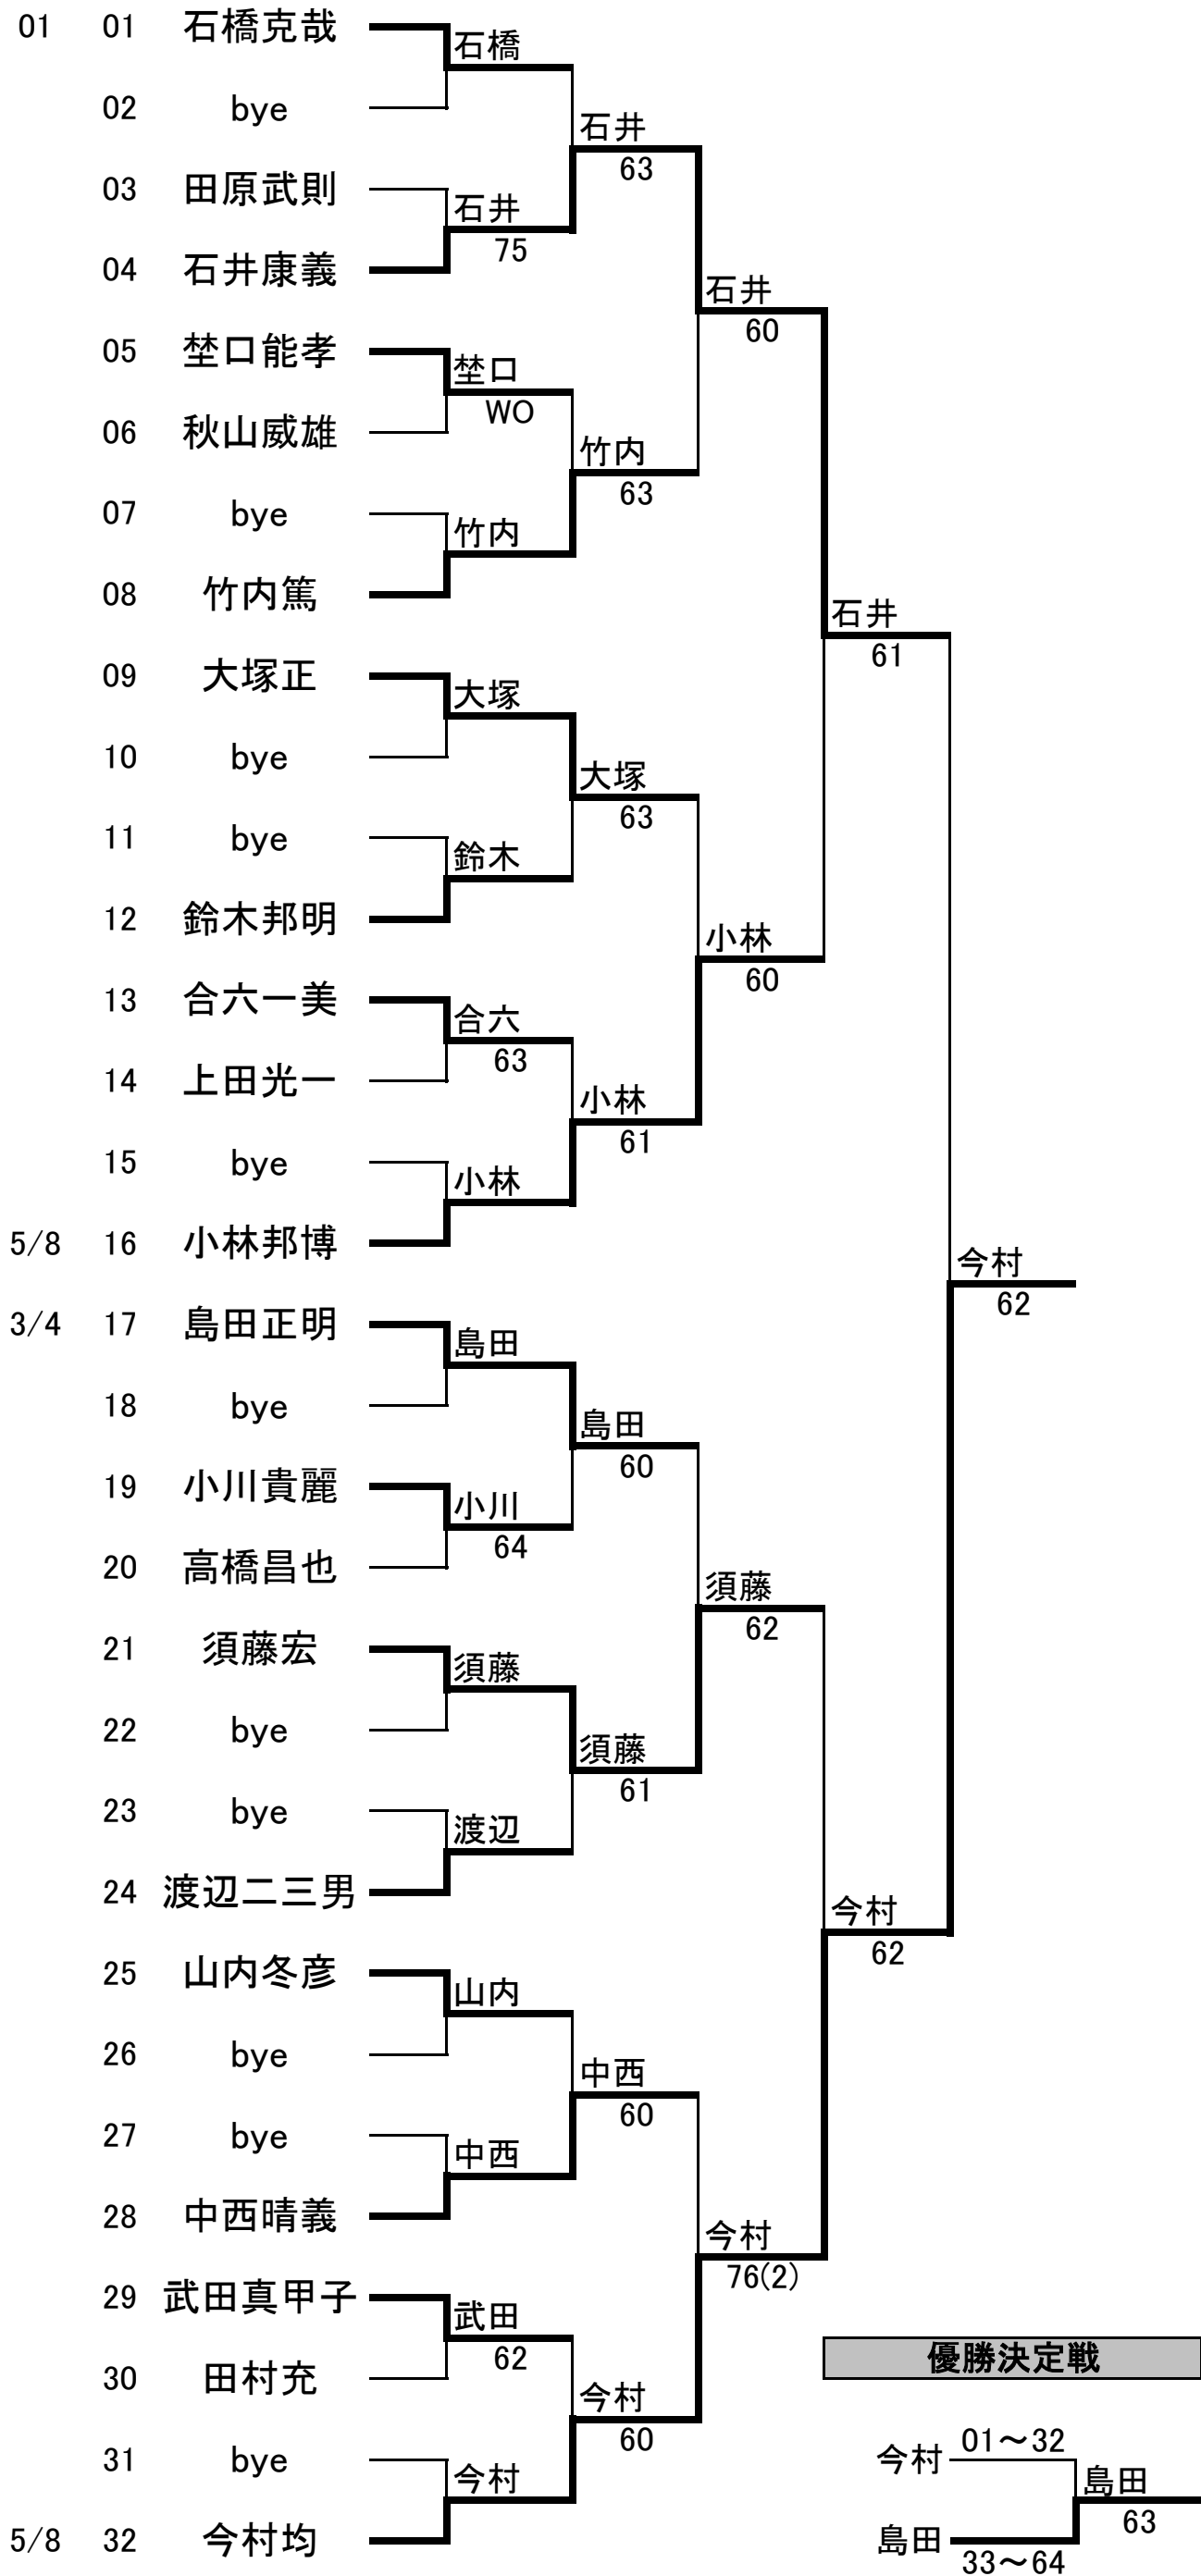 01 01 石橋克哉
石橋
02 bye
石井
63
03 田原武則
石井
75
04 石井康義
石井
60
05 埜口能孝
埜口
WO
06 秋山威雄
竹内
63
07 bye
竹内
08 竹内篤
石井
61
09 大塚正
大塚
10 bye
大塚
63
11 bye
鈴木
12 鈴木邦明
小林
60
13 合六一美
合六
63
14 上田光一
小林
61
15 bye
小林
5/8 16 小林邦博
今村
62
3/4 17 島田正明
島田
18 bye
島田
60
19 小川貴麗
小川
64
20 高橋昌也
須藤
62
21 須藤宏
須藤
22 bye
須藤
61
23 bye
渡辺
24 渡辺二三男
今村
62
25 山内冬彦
山内
26 bye
中西
60
27 bye
中西
28 中西晴義
今村
76(2)
29 武田真甲子
武田
62
優勝決定戦
30 田村充
今村
60
31 bye
今村 01～32
今村
島田
63
5/8 32 今村均
島田
33～64